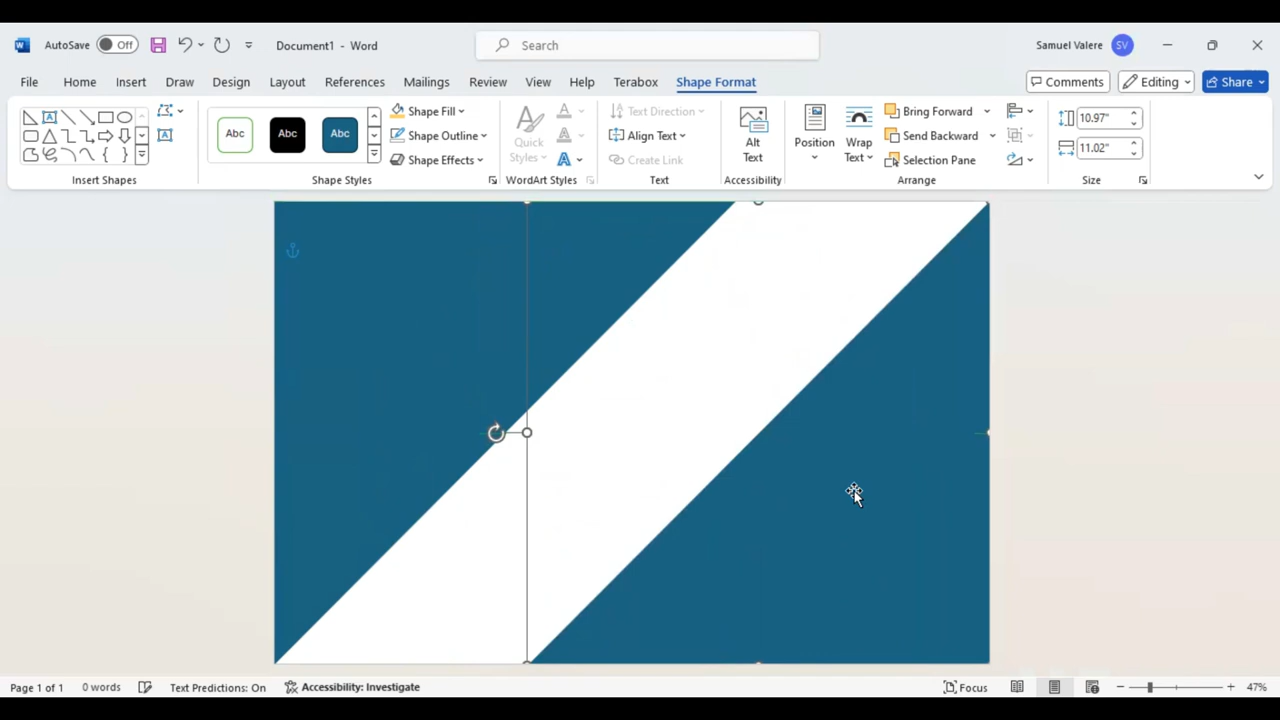 AutoSave Off Document1 - Word Search Samuel Valere SV
File Home Insert Draw Design Layout References Mailings Review View Help Terabox Shape Format Comments Editing Share
Abc Abc Abc
Shape Fill
Shape Outline
Shape Effects
Quick
Styles
A
A
A
Text Direction
Align Text
Create Link
Alt
Text
Position
Wrap
Text
Bring Forward
Send Backward
Selection Pane
10.97"
11.02"
Insert Shapes Shape Styles WordArt Styles Text Accessibility Arrange Size
Page 1 of 1 0 words Text Predictions: On Accessibility: Investigate Focus 47%